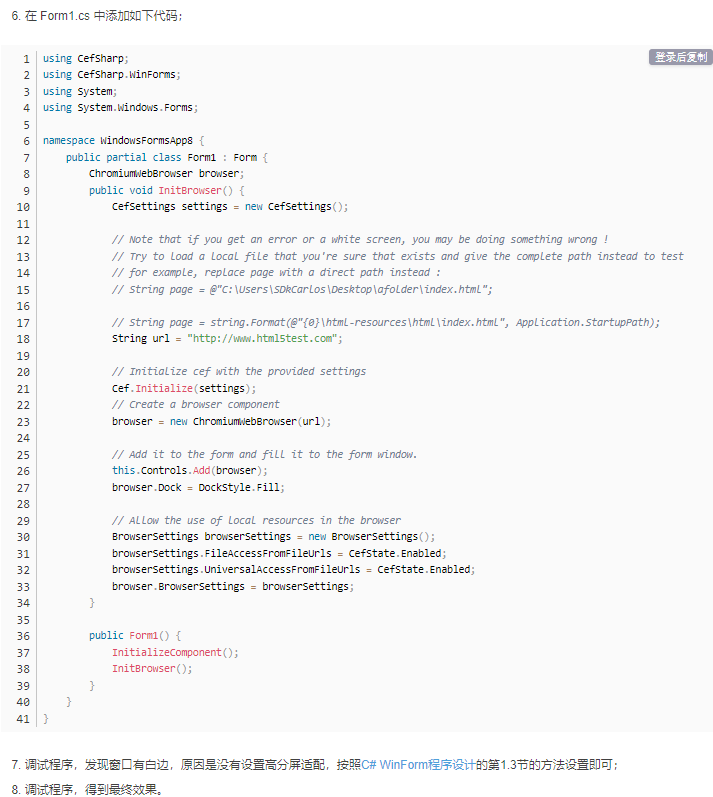 6. 在 Form1.cs 中添加如下代码；
登录后复制
1 using CefSharp;
2 using CefSharp.WinForms;
3 using System;
4 using System.Windows.Forms;
5
6 namespace WindowsFormsApp8 {
7     public partial class Form1 : Form {
8         ChromiumWebBrowser browser;
9         public void InitBrowser() {
10             CefSettings settings = new CefSettings();
11
12             // Note that if you get an error or a white screen, you may be doing something wrong !
13             // Try to load a local file that you're sure that exists and give the complete path instead to test
14             // for example, replace page with a direct path instead :
15             // String page = @"C:\Users\SDkCarlos\Desktop\afolder\index.html";
16
17             // String page = string.Format(@"{0}\html-resources\html\index.html", Application.StartupPath);
18             String url = "http://www.html5test.com";
19
20             // Initialize cef with the provided settings
21             Cef.Initialize(settings);
22             // Create a browser component
23             browser = new ChromiumWebBrowser(url);
24
25             // Add it to the form and fill it to the form window.
26             this.Controls.Add(browser);
27             browser.Dock = DockStyle.Fill;
28
29             // Allow the use of local resources in the browser
30             BrowserSettings browserSettings = new BrowserSettings();
31             browserSettings.FileAccessFromFileUrls = CefState.Enabled;
32             browserSettings.UniversalAccessFromFileUrls = CefState.Enabled;
33             browser.BrowserSettings = browserSettings;
34         }
35
36         public Form1() {
37             InitializeComponent();
38             InitBrowser();
39         }
40     }
41 }
7. 调试程序，发现窗口有白边，原因是没有设置高分屏适配，按照C# WinForm程序设计的第1.3节的方法设置即可；
8. 调试程序，得到最终效果。